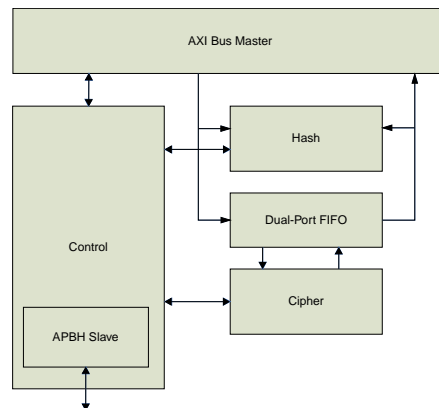 AXI Bus Master
Hash
Dual-Port FIFO
Control
Cipher
APBH Slave